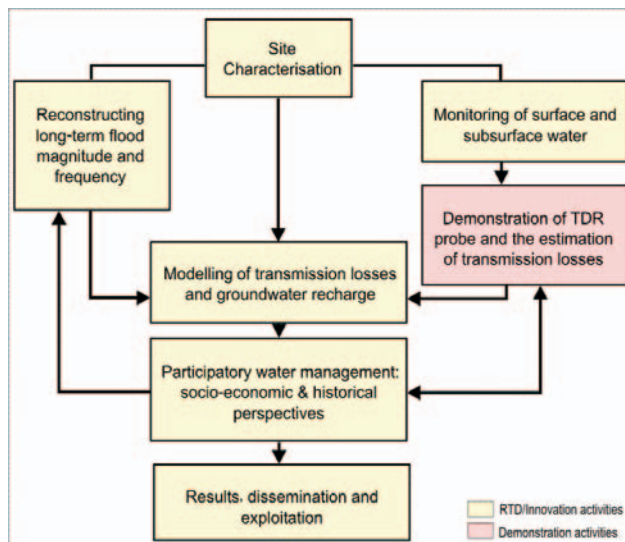 Site
Characterisation
Reconstructing
long-term flood
magnitude and
frequency
Monitoring of surface and
subsurface water
Demonstration of TDR
probe and the estimation
of transmission losses
Modelling of transmission losses
and groundwater recharge
Participatory water management:
socio-economic & historical
perspectives
Results, dissemination and
exploitation
RTD/Innovation activities
Demonstration activities